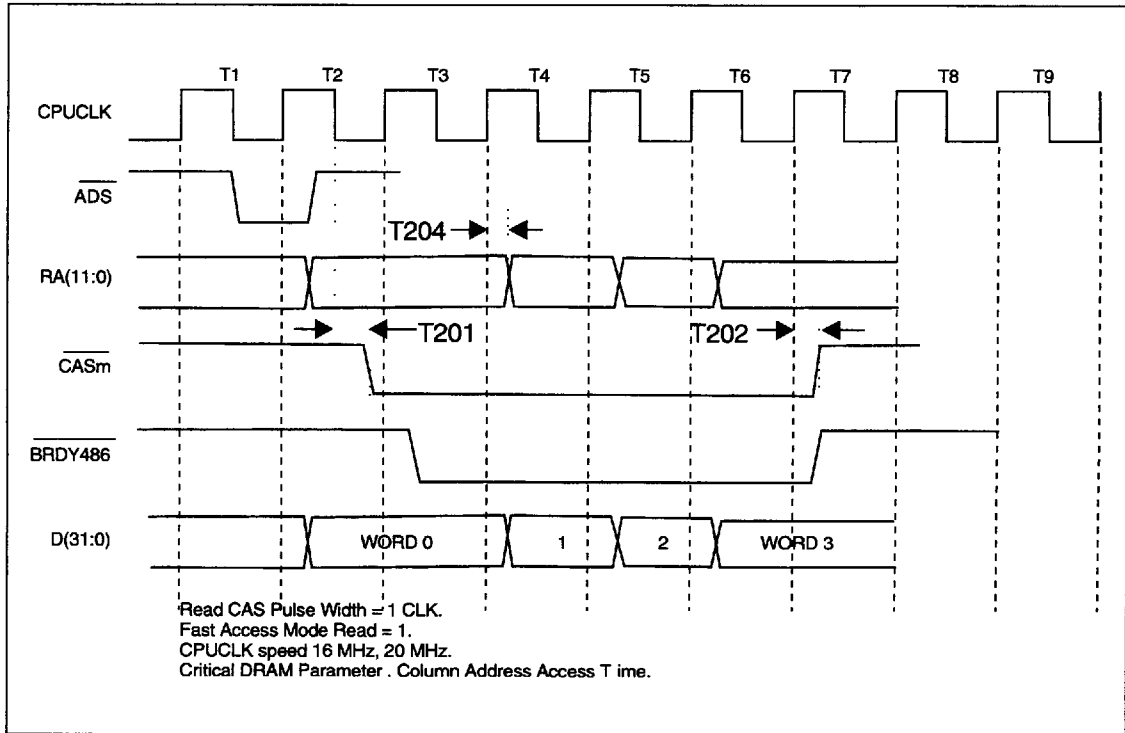 T1 T2 T3 T4 T5 T6 T7 T8 T9
CPUCLK
ADS
T204
RA(11:0)
T201 T202
CASm
BRDY486
D(31:0) WORD 0 1 2 WORD 3
Read CAS Pulse Width = 1 CLK.
Fast Access Mode Read = 1.
CPUCLK speed 16 MHz, 20 MHz.
Critical DRAM Parameter . Column Address Access T ime.